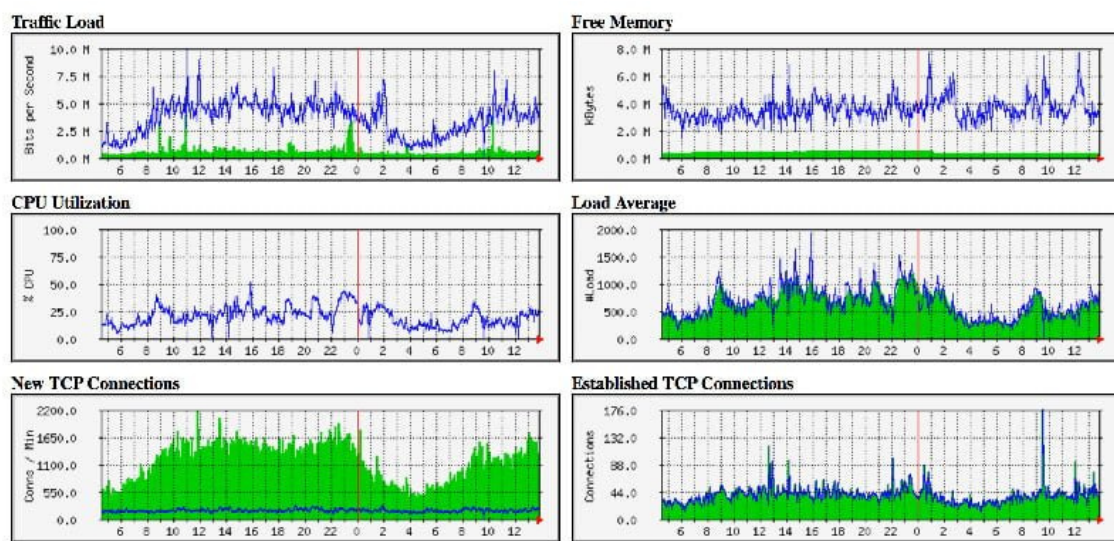 Traffic Load
Bits per Second
10.0 M
7.5 M
5.0 M
2.5 M
0.0 M
6 8 10 12 14 16 18 20 22 0 2 4 6 8 10 12
Free Memory
kBytes
8.0 M
6.0 M
4.0 M
2.0 M
0.0 M
6 8 10 12 14 16 18 20 22 0 2 4 6 8 10 12
CPU Utilization
% CPU
100.0
75.0
50.0
25.0
0.0
6 8 10 12 14 16 18 20 22 0 2 4 6 8 10 12
Load Average
2000.0
1500.0
1000.0
500.0
0.0
6 8 10 12 14 16 18 20 22 0 2 4 6 8 10 12
New TCP Connections
Conns / Min
2200.0
1650.0
1100.0
550.0
0.0
6 8 10 12 14 16 18 20 22 0 2 4 6 8 10 12
Established TCP Connections
Connections
176.0
132.0
88.0
44.0
0.0
6 8 10 12 14 16 18 20 22 0 2 4 6 8 10 12